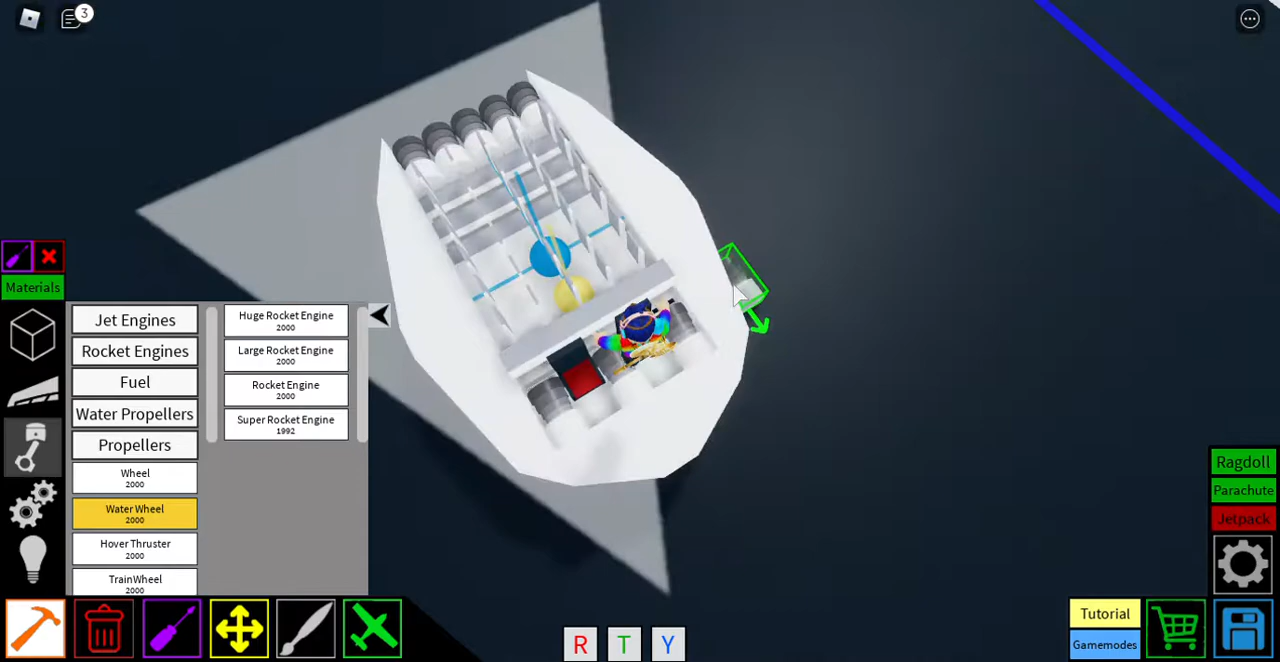 3
Materials
Jet Engines
Rocket Engines
Fuel
Water Propellers
Propellers
Wheel
2000
Water Wheel
2000
Hover Thruster
2000
TrainWheel
2000
Huge Rocket Engine
2000
Large Rocket Engine
2000
Rocket Engine
2000
Super Rocket Engine
1992
Ragdoll
Parachute
Jetpack
Tutorial
Gamemodes
R T Y